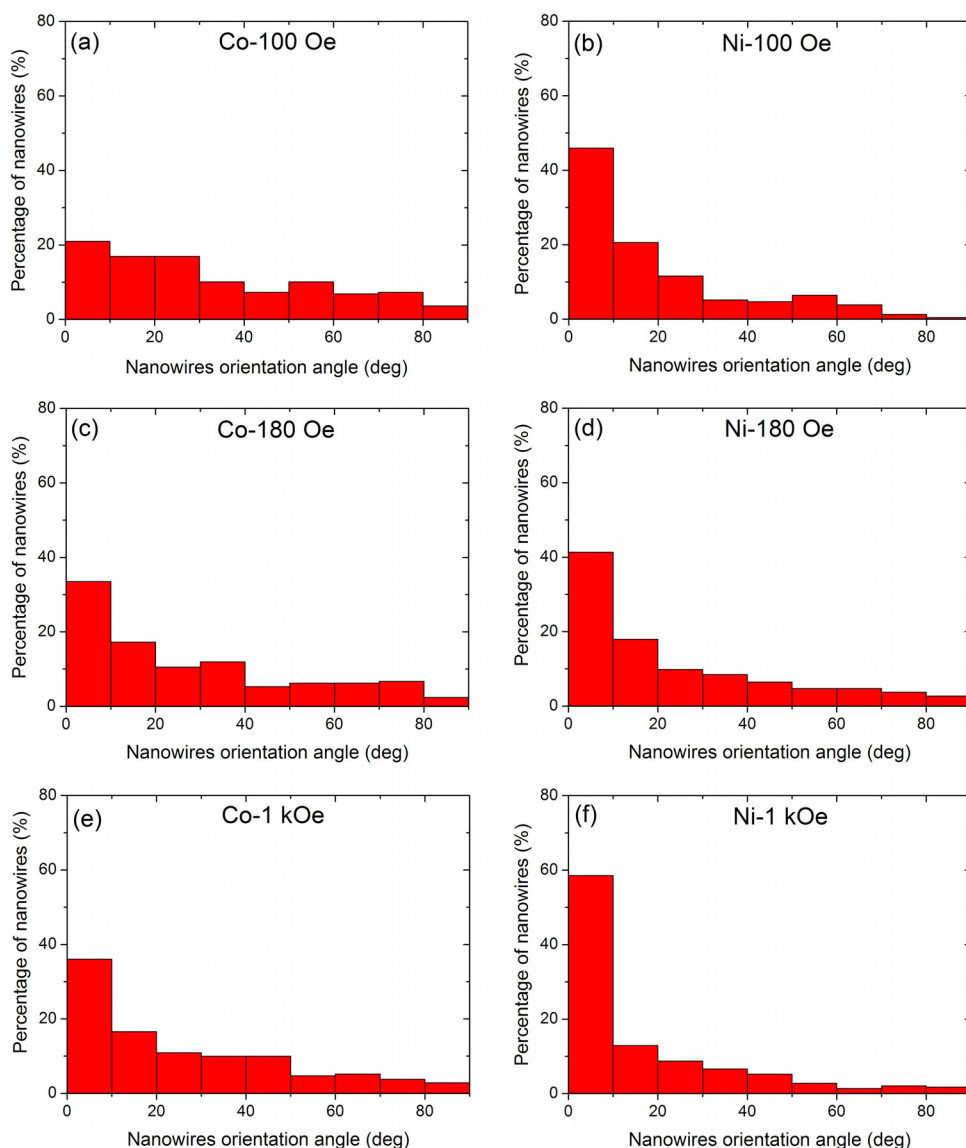 (a) Co-100 Oe
Percentage of nanowires (%)
80
60
40
20
0
0 20 40 60 80
Nanowires orientation angle (deg)
(b) Ni-100 Oe
Percentage of nanowires (%)
80
60
40
20
0
0 20 40 60 80
Nanowires orientation angle (deg)
(c) Co-180 Oe
Percentage of nanowires (%)
80
60
40
20
0
0 20 40 60 80
Nanowires orientation angle (deg)
(d) Ni-180 Oe
Percentage of nanowires (%)
80
60
40
20
0
0 20 40 60 80
Nanowires orientation angle (deg)
(e) Co-1 kOe
Percentage of nanowires (%)
80
60
40
20
0
0 20 40 60 80
Nanowires orientation angle (deg)
(f) Ni-1 kOe
Percentage of nanowires (%)
80
60
40
20
0
0 20 40 60 80
Nanowires orientation angle (deg)